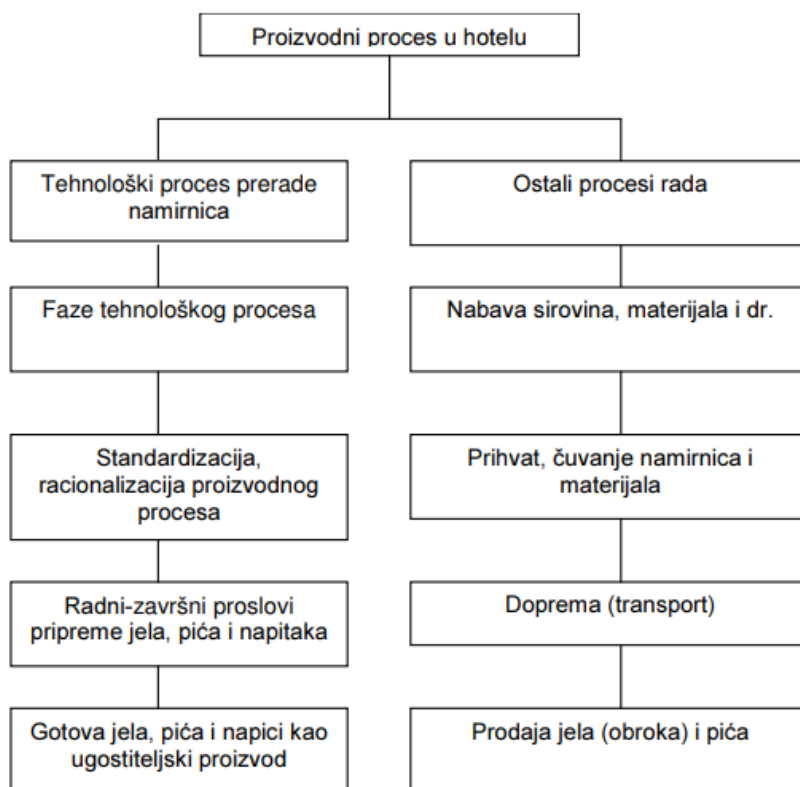 Proizvodni proces u hotelu
Tehnološki proces prerade
namirnica
Faze tehnološkog procesa
Standardizacija,
racionalizacija proizvodnog
procesa
Radni-završni proslovi
pripreme jela, pića i napitaka
Gotova jela, pića i napici kao
ugostiteljski proizvod
Ostali procesi rada
Nabava sirovina, materijala i dr.
Prihvat, čuvanje namirnica i
materijala
Doprema (transport)
Prodaja jela (obroka) i pića